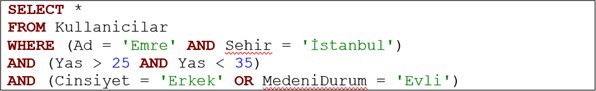 SELECT *
FROM Kullanicilar
WHERE (Ad = 'Emre' AND Sehir = 'İstanbul')
AND (Yas > 25 AND Yas < 35)
AND (Cinsiyet = 'Erkek' OR MedeniDurum = 'Evli')